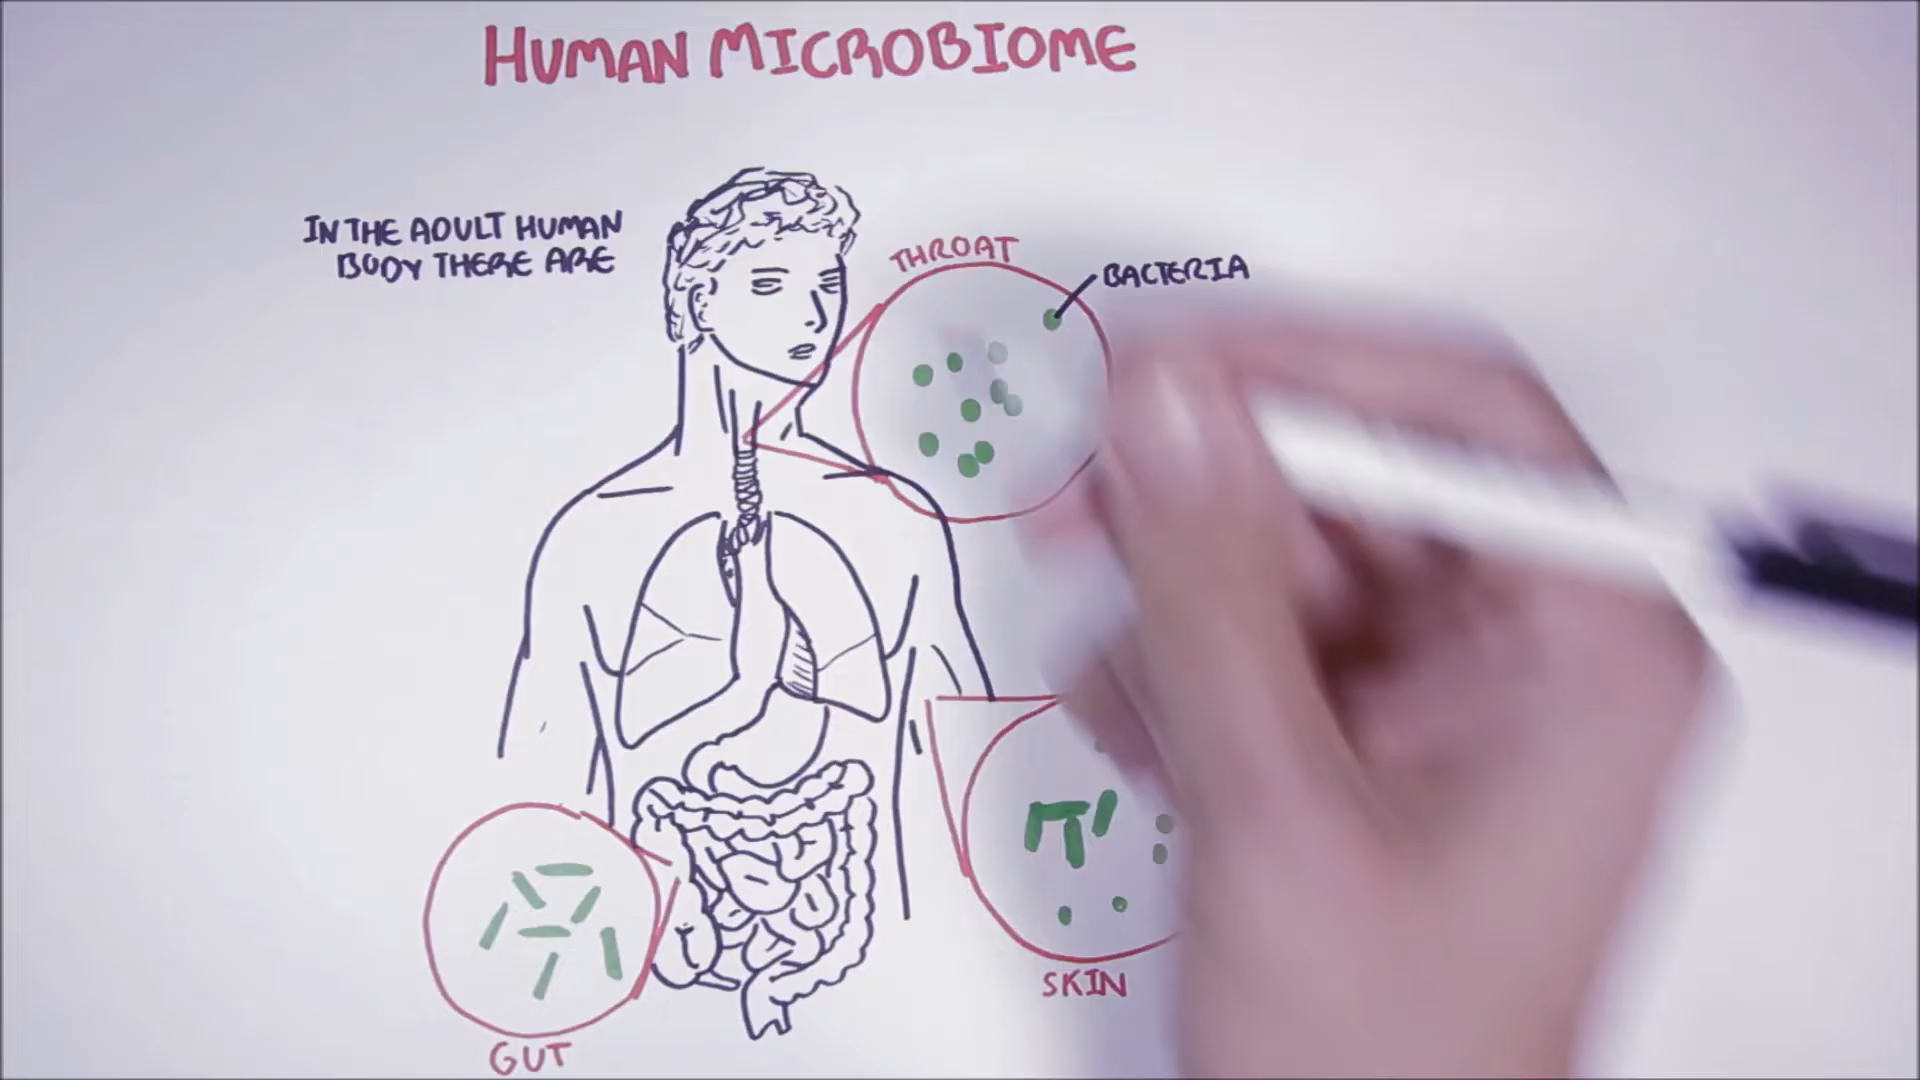 HUMAN MICROBIOME
IN THE ADULT HUMAN
BODY THERE ARE
THROAT
BACTERIA
SKIN
GUT